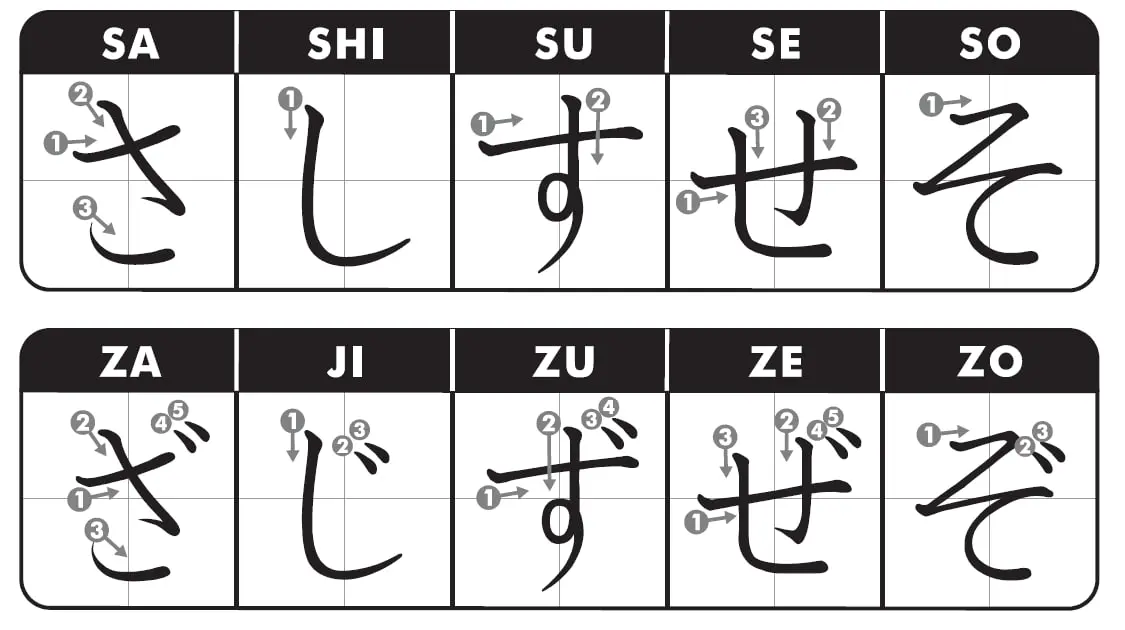 SA SHI SU SE SO
1 2 3 さ 1 し 1 2 す 1 2 3 せ 1 そ
ZA JI ZU ZE ZO
1 2 3 4 5 ざ 1 2 3 じ 1 2 3 4 ず 1 2 3 4 5 ぜ 1 2 3 ぞ